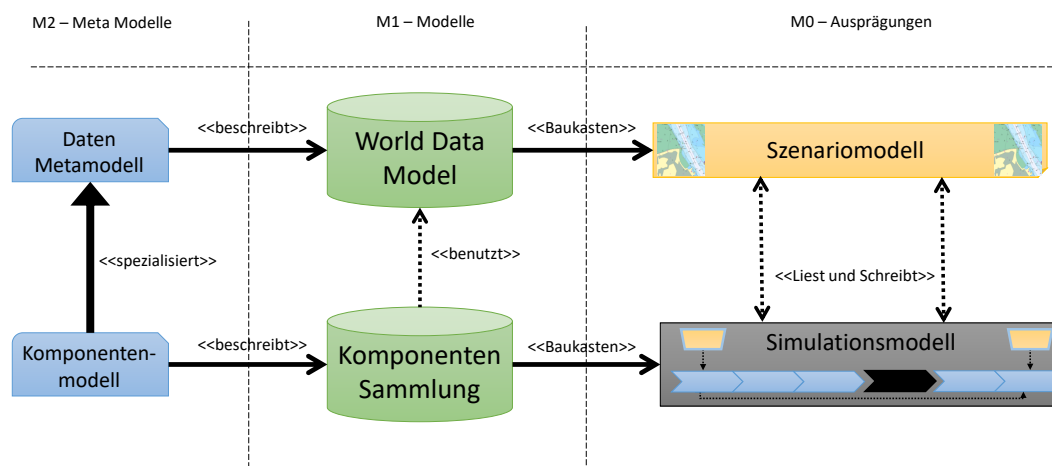 M2 – Meta Modelle
M1 – Modelle
M0 – Ausprägungen
Daten
Metamodell
<<beschreibt>>
World Data
Model
<<Baukasten>>
Szenariomodell
<<spezialisiert>>
<<benutzt>>
<<Liest und Schreibt>>
Komponenten-
modell
<<beschreibt>>
Komponenten
Sammlung
<<Baukasten>>
Simulationsmodell